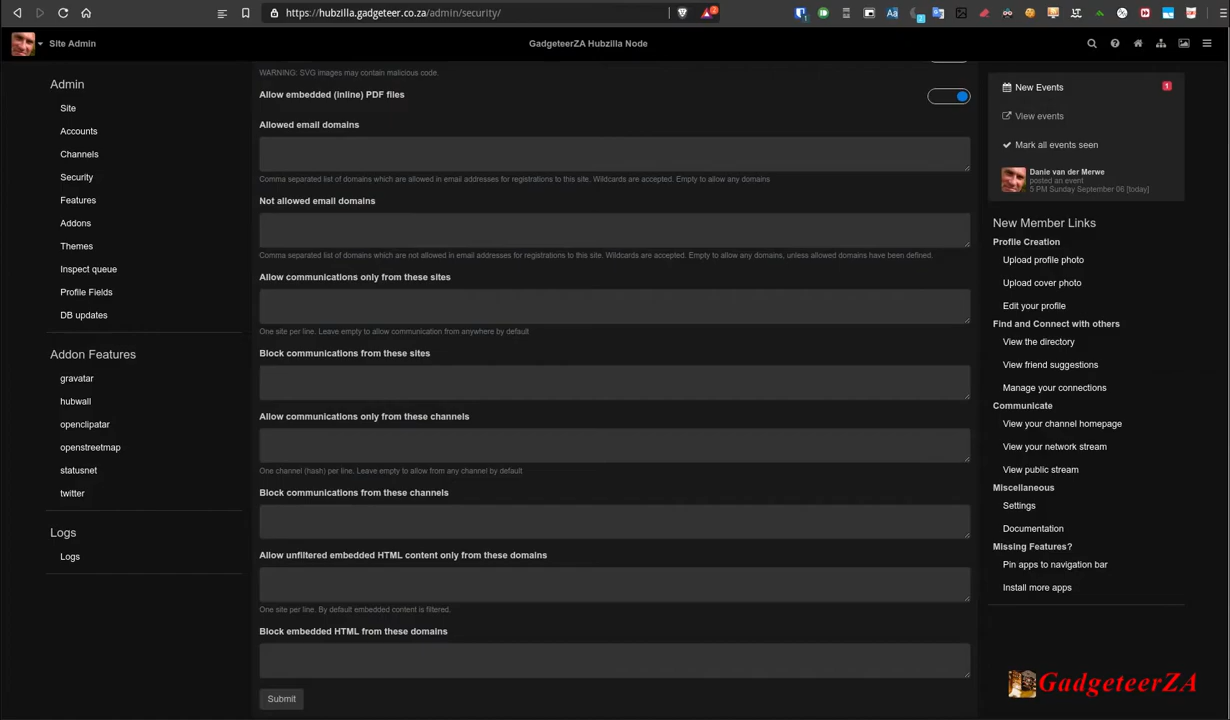 https://hubzilla.gadgeteer.co.za/admin/security/
2
Site Admin
GadgeteerZA Hubzilla Node
Admin
Site
Accounts
Channels
Security
Features
Addons
Themes
Inspect queue
Profile Fields
DB updates
Addon Features
gravatar
hubwall
openclipatar
openstreetmap
statusnet
twitter
Logs
Logs
WARNING: SVG images may contain malicious code.
Allow embedded (inline) PDF files
Allowed email domains
Comma separated list of domains which are allowed in email addresses for registrations to this site. Wildcards are accepted. Empty to allow any domains
Not allowed email domains
Comma separated list of domains which are not allowed in email addresses for registrations to this site. Wildcards are accepted. Empty to allow any domains, unless allowed domains have been defined.
Allow communications only from these sites
One site per line. Leave empty to allow communication from anywhere by default
Block communications from these sites
Allow communications only from these channels
One channel (hash) per line. Leave empty to allow from any channel by default
Block communications from these channels
Allow unfiltered embedded HTML content only from these domains
One site per line. By default embedded content is filtered.
Block embedded HTML from these domains
Submit
New Events
1
View events
Mark all events seen
Danie van der Merwe
posted an event
5 PM Sunday September 06 [today]
New Member Links
Profile Creation
Upload profile photo
Upload cover photo
Edit your profile
Find and Connect with others
View the directory
View friend suggestions
Manage your connections
Communicate
View your channel homepage
View your network stream
View public stream
Miscellaneous
Settings
Documentation
Missing Features?
Pin apps to navigation bar
Install more apps
GadgeteerZA